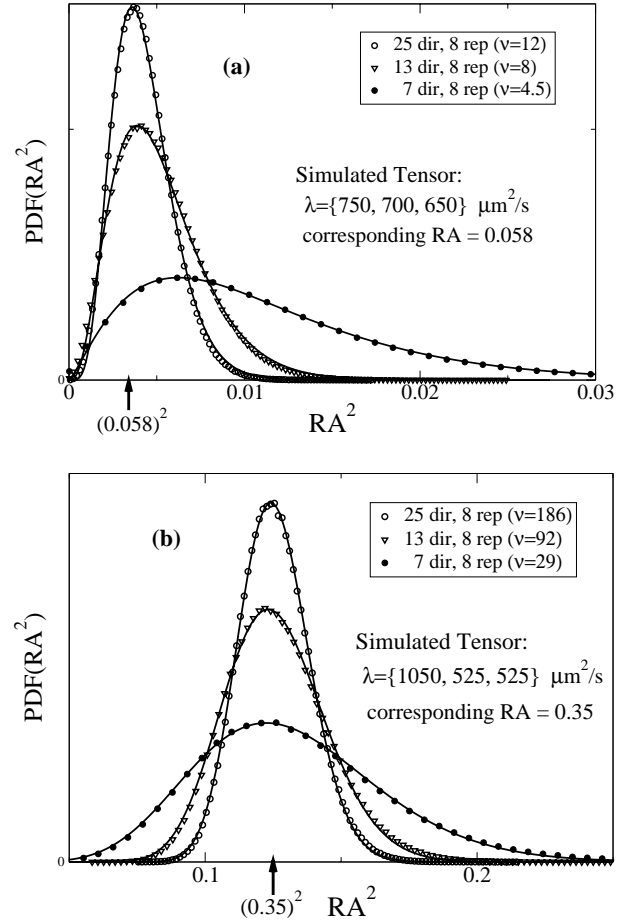 25 dir, 8 rep (ν=12)
13 dir, 8 rep (ν=8)
7 dir, 8 rep (ν=4.5)
(a)
Simulated Tensor:
λ={750, 700, 650} μm²/s
corresponding RA = 0.058
PDF(RA²)
0
0 0.01 0.02 0.03
(0.058)²
RA²
25 dir, 8 rep (ν=186)
13 dir, 8 rep (ν=92)
7 dir, 8 rep (ν=29)
(b)
Simulated Tensor:
λ={1050, 525, 525} μm²/s
corresponding RA = 0.35
PDF(RA²)
0
0.1 0.2
(0.35)²
RA²